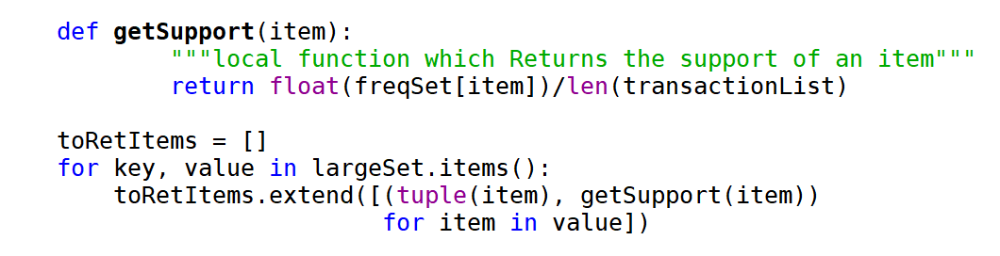 def getSupport(item):
        """local function which Returns the support of an item"""
        return float(freqSet[item])/len(transactionList)

toRetItems = []
for key, value in largeSet.items():
    toRetItems.extend([(tuple(item), getSupport(item))
                       for item in value])